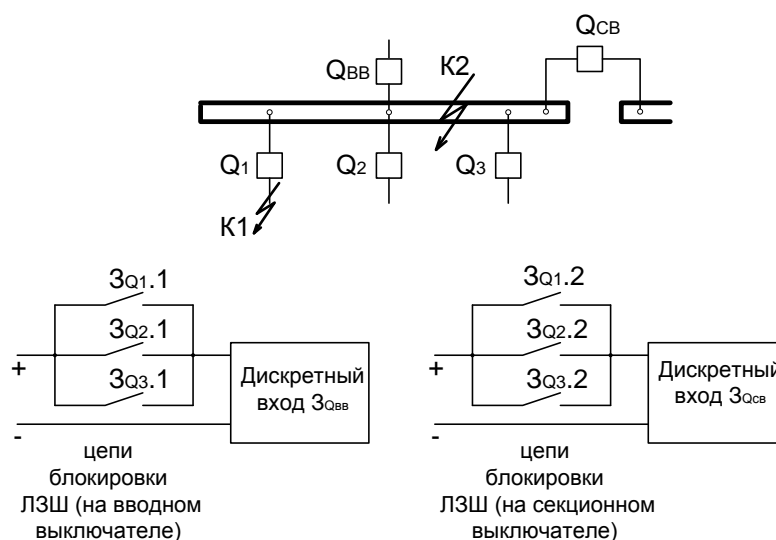 QСВ
QВВ
К2
Q1
Q2
Q3
К1
ЗQ1.1
ЗQ2.1
ЗQ3.1
+
-
Дискретный
вход ЗQвв
цепи
блокировки
ЛЗШ (на вводном
выключателе)
ЗQ1.2
ЗQ2.2
ЗQ3.2
+
-
Дискретный
вход ЗQсв
цепи
блокировки
ЛЗШ (на секционном
выключателе)